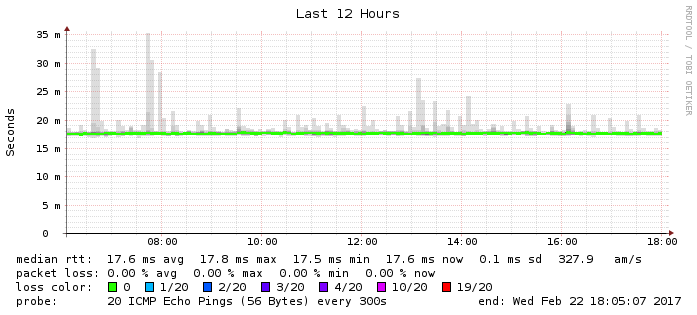 Last 12 Hours
RRDTOOL / TOBI OETIKER
Seconds
35 m
30 m
25 m
20 m
15 m
10 m
5 m
0
08:00 10:00 12:00 14:00 16:00 18:00
median rtt: 17.6 ms avg 17.8 ms max 17.5 ms min 17.6 ms now 0.1 ms sd 327.9 am/s
packet loss: 0.00 % avg 0.00 % max 0.00 % min 0.00 % now
loss color: 0 1/20 2/20 3/20 4/20 10/20 19/20
probe: 20 ICMP Echo Pings (56 Bytes) every 300s end: Wed Feb 22 18:05:07 2017